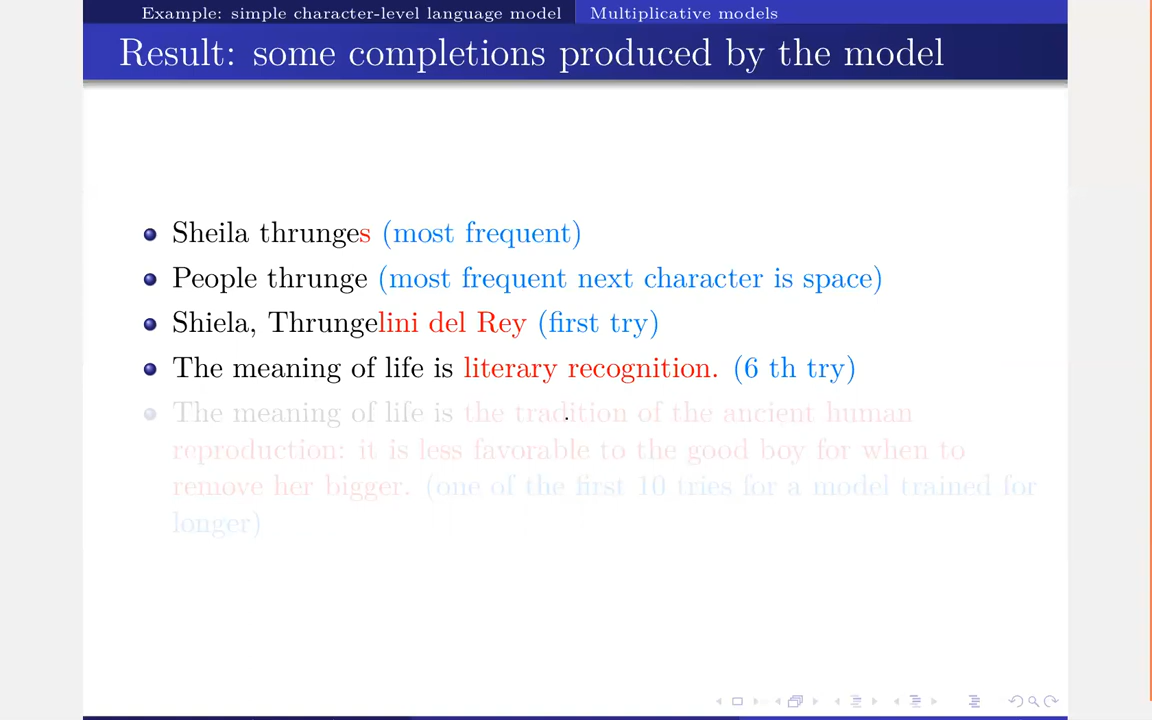 Example: simple character-level language model Multiplicative models
Result: some completions produced by the model
Sheila thrunges (most frequent)
People thrunge (most frequent next character is space)
Shiela, Thrungelini del Rey (first try)
The meaning of life is literary recognition. (6 th try)
The meaning of life is the tradition of the ancient human
reproduction: it is less favorable to the good boy for when to
remove her bigger. (one of the first 10 tries for a model trained for
longer)